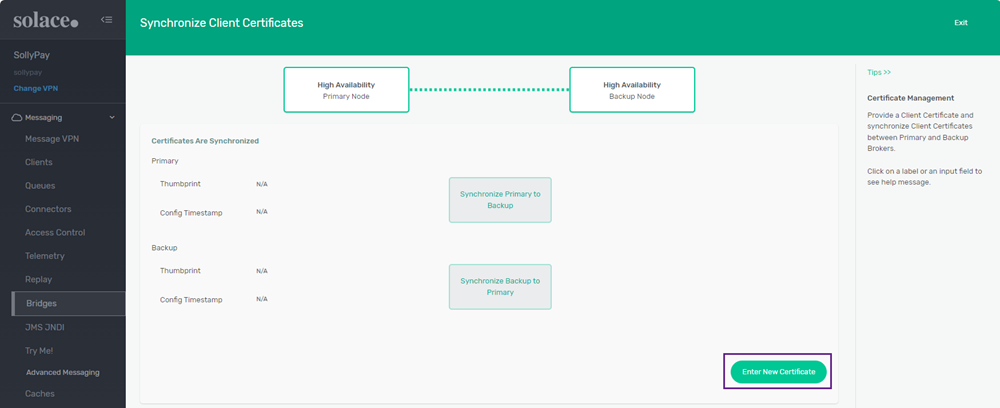 solace.
Synchronize Client Certificates
Exit
SollyPay
sollypay
Change VPN
Messaging
Message VPN
Clients
Queues
Connectors
Access Control
Telemetry
Replay
Bridges
JMS JNDI
Try Me!
Advanced Messaging
Caches
High Availability
Primary Node
High Availability
Backup Node
Certificates Are Synchronized
Primary
Thumbprint N/A
Config Timestamp N/A
Synchronize Primary to
Backup
Backup
Thumbprint N/A
Config Timestamp N/A
Synchronize Backup to
Primary
Enter New Certificate
Tips >>
Certificate Management
Provide a Client Certificate and
synchronize Client Certificates
between Primary and Backup
Brokers.
Click on a label or an input field to
see help message.